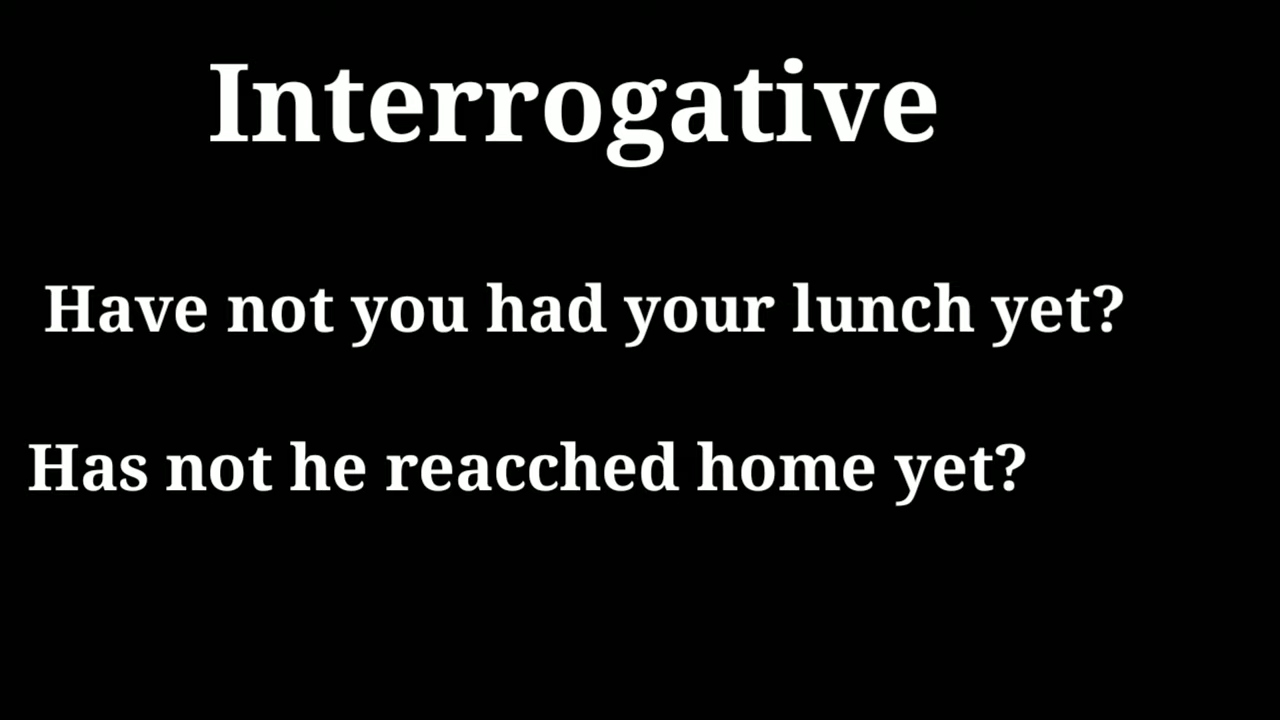 Interrogative
Have not you had your lunch yet?
Has not he reacched home yet?